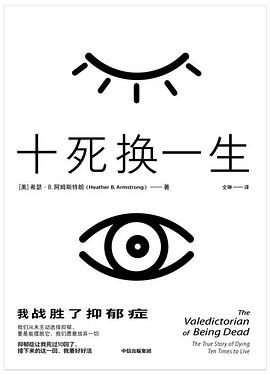 十死换一生
[美] 希瑟·B. 阿姆斯特朗 (Heather B. Armstrong) —— 著
仝琳 — 译
我战胜了抑郁症
我们从未主动选择抑郁，
要是能摆脱它，我们愿意放弃一切
抑郁症让我死过10回了，
接下来的这一回，我要好好活
The
Valedictorian
of Being Dead
The True Story of Dying
Ten Times to Live
中信出版集团